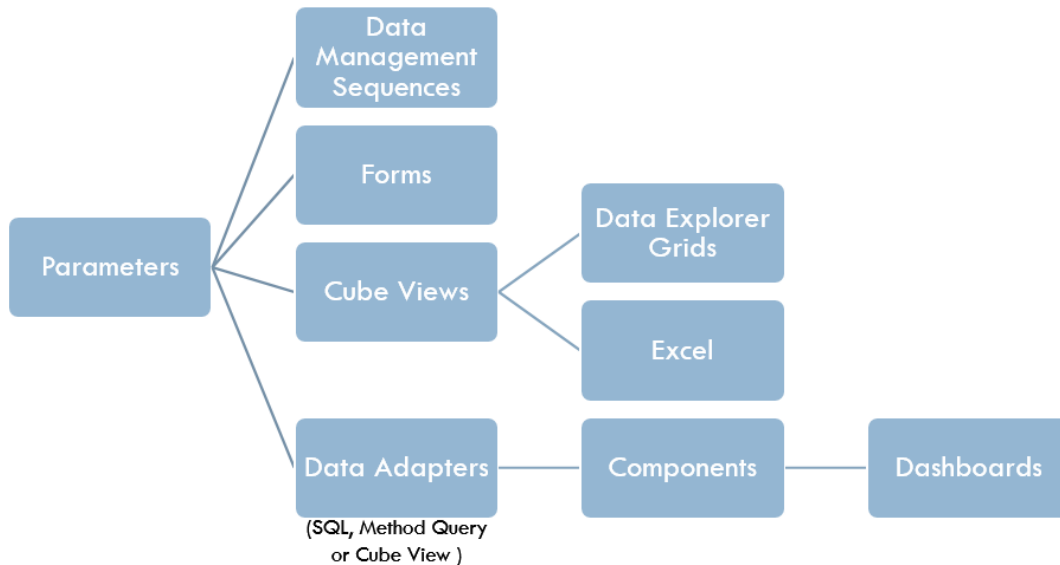 Data
Management
Sequences
Forms
Data Explorer
Grids
Parameters
Cube Views
Excel
Data Adapters
Components
Dashboards
(SQL, Method Query
or Cube View )